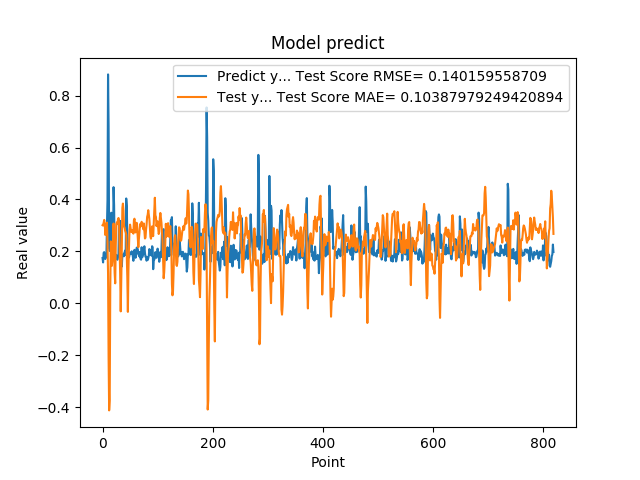 Model predict
Predict y... Test Score RMSE= 0.140159558709
Test y... Test Score MAE= 0.10387979249420894
0.8
0.6
0.4
0.2
0.0
−0.2
−0.4
Real value
0 200 400 600 800
Point